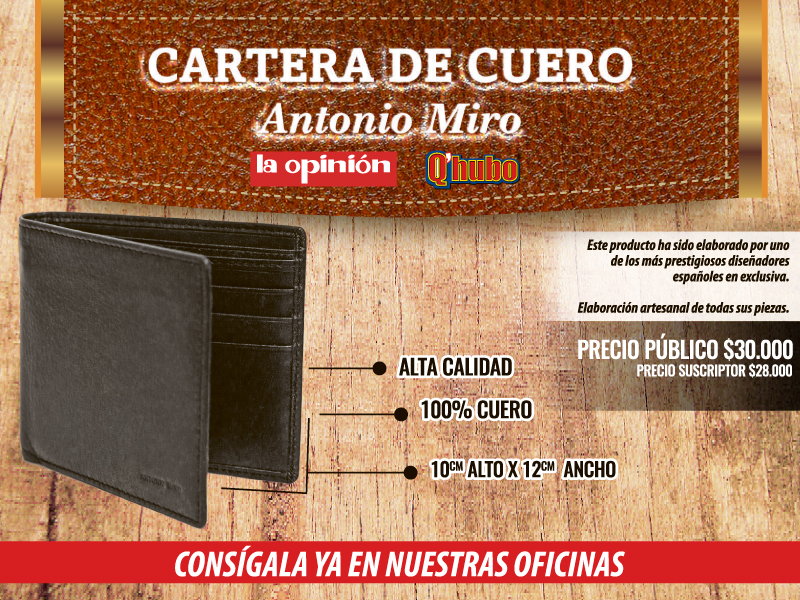 CARTERA DE CUERO
Antonio Miro
la opinión
Q'hubo
Este producto ha sido elaborado por uno
de los más prestigiosos diseñadores
españoles en exclusiva.
Elaboración artesanal de todas sus piezas.
PRECIO PÚBLICO $30.000
PRECIO SUSCRIPTOR $28.000
ALTA CALIDAD
100% CUERO
10CM ALTO X 12CM ANCHO
CONSÍGALA YA EN NUESTRAS OFICINAS